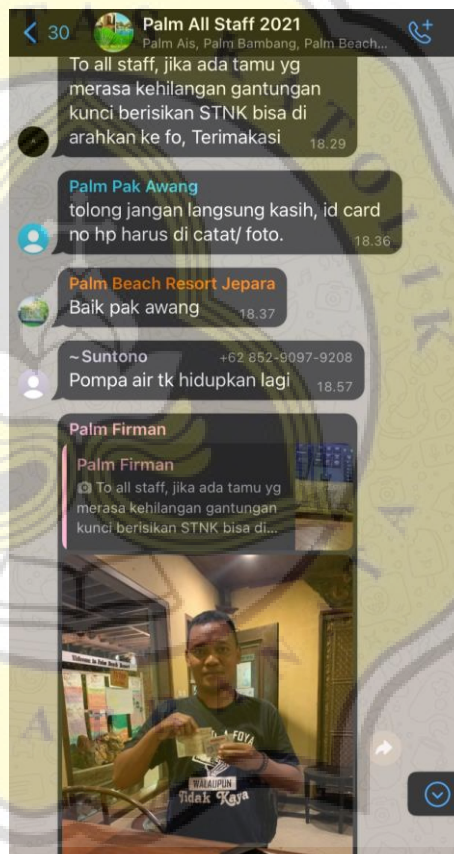 30
Palm All Staff 2021
Palm Ais, Palm Bambang, Palm Beach...
To all staff, jika ada tamu yg
merasa kehilangan gantungan
kunci berisikan STNK bisa di
arahkan ke fo, Terimakasi
18.29
Palm Pak Awang
tolong jangan langsung kasih, id card
no hp harus di catat/ foto.
18.36
Palm Beach Resort Jepara
Baik pak awang
18.37
~Suntono +62 852-9097-9208
Pompa air tk hidupkan lagi
18.57
Palm Firman
Palm Firman
To all staff, jika ada tamu yg
merasa kehilangan gantungan
kunci berisikan STNK bisa di...
FOYA
WALAUPUN
Tidak Kaya